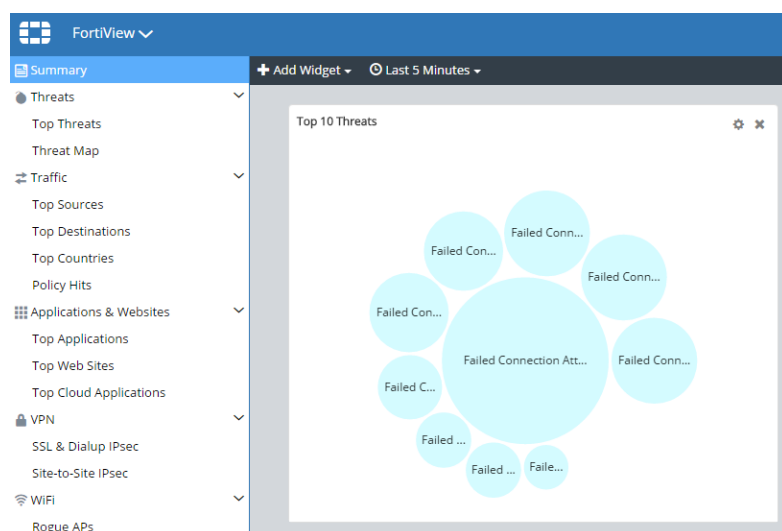 FortiView
Summary
Threats
Top Threats
Threat Map
Traffic
Top Sources
Top Destinations
Top Countries
Policy Hits
Applications & Websites
Top Applications
Top Web Sites
Top Cloud Applications
VPN
SSL & Dialup IPsec
Site-to-Site IPsec
WiFi
Rogue APs
Add Widget
Last 5 Minutes
Top 10 Threats
Failed Conn...
Failed Con...
Failed Conn...
Failed Con...
Failed Connection Att...
Failed Conn...
Failed C...
Failed ...
Failed ...
Faile...